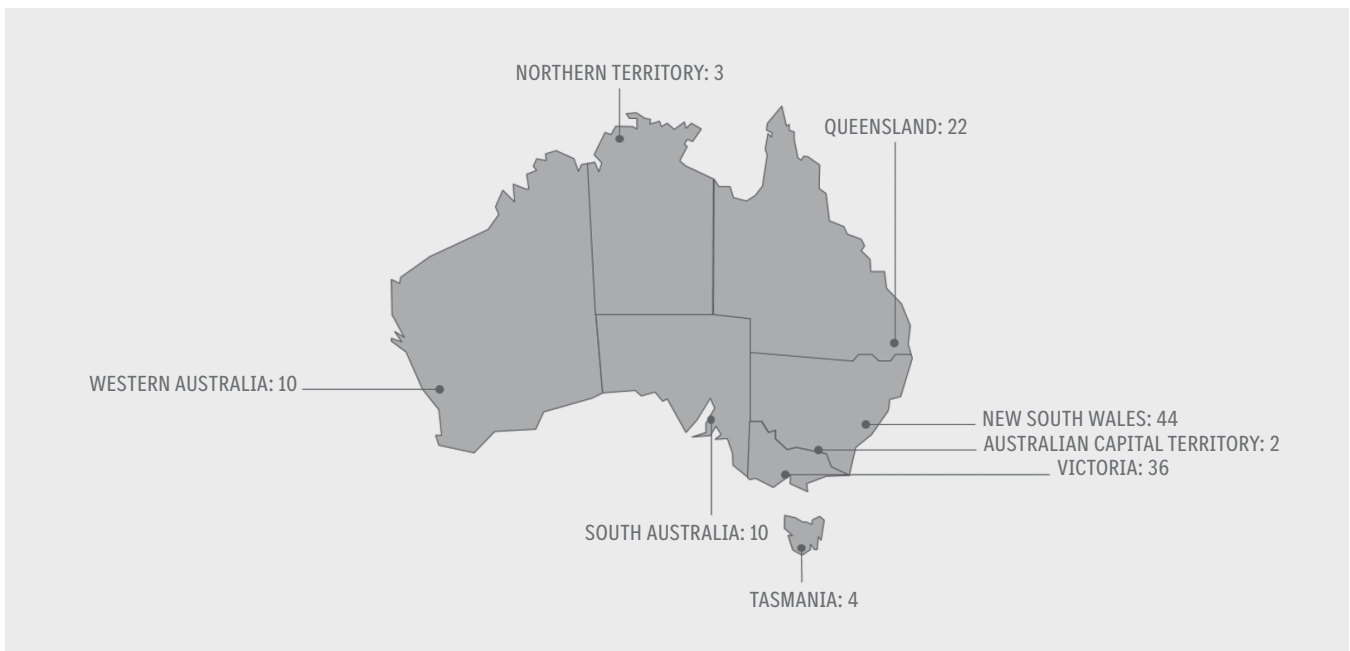 NORTHERN TERRITORY: 3
QUEENSLAND: 22
WESTERN AUSTRALIA: 10
NEW SOUTH WALES: 44
AUSTRALIAN CAPITAL TERRITORY: 2
VICTORIA: 36
SOUTH AUSTRALIA: 10
TASMANIA: 4